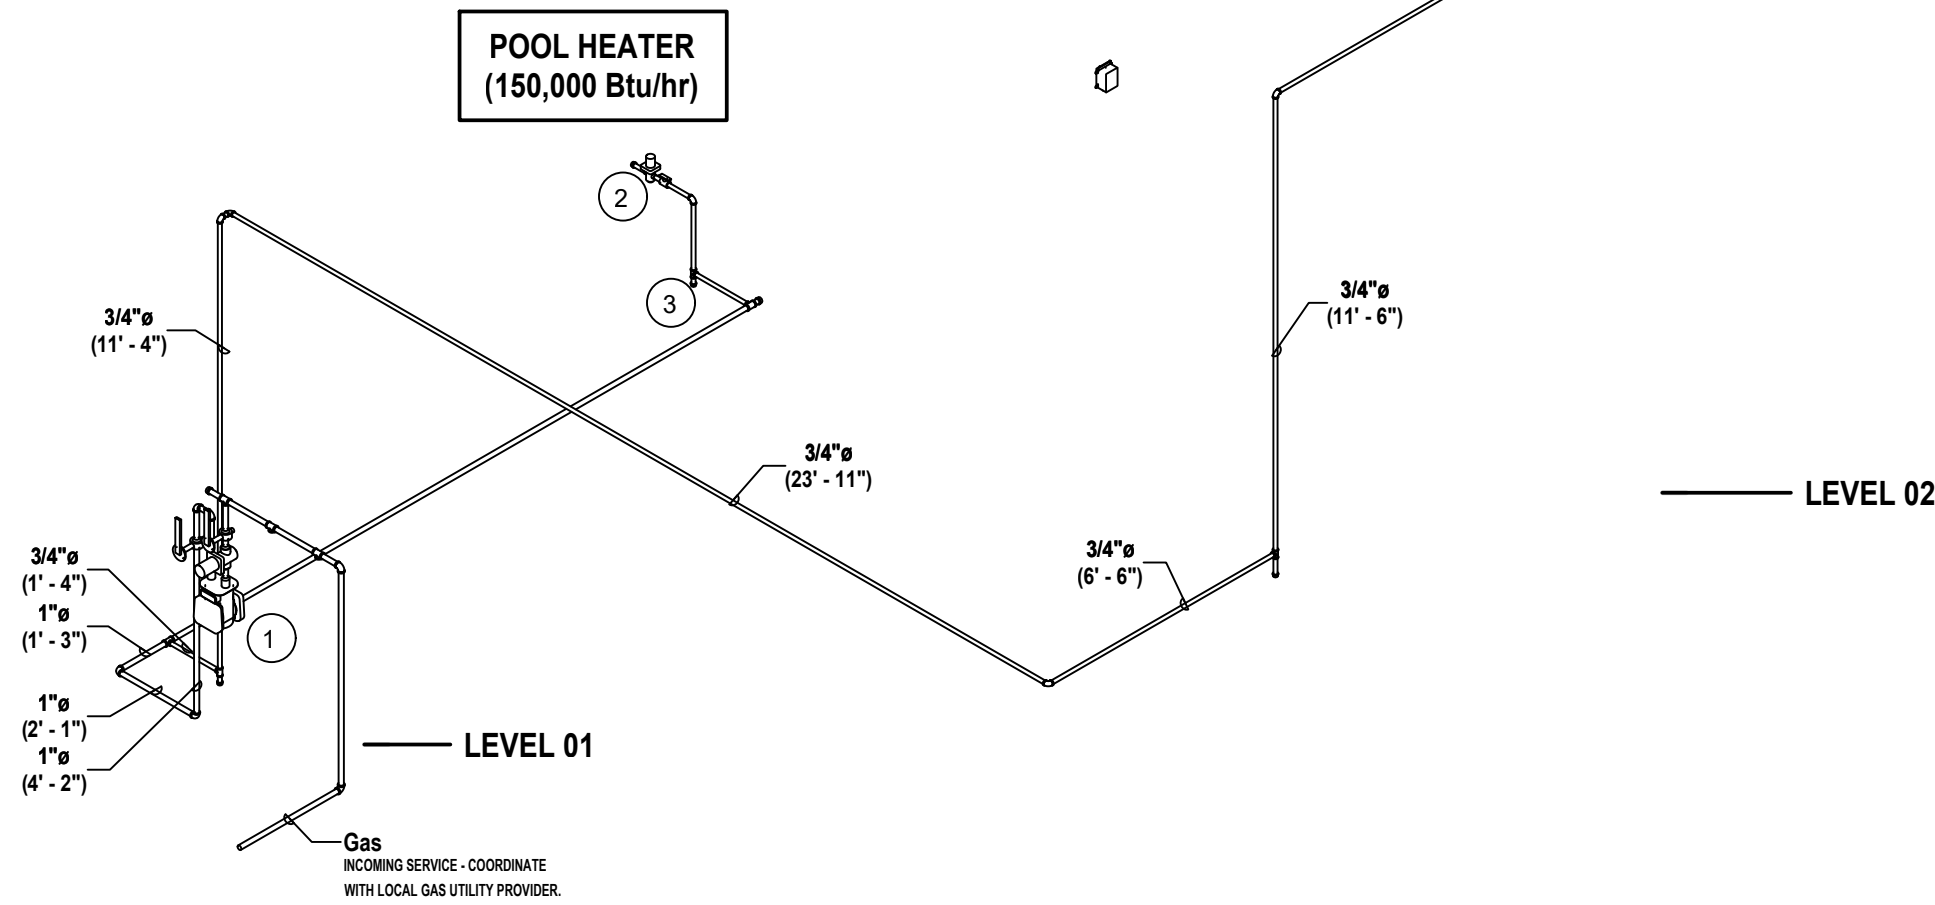 POOL HEATER
(150,000 Btu/hr)
2
3
3/4"ø
(11' - 4")
3/4"ø
(11' - 6")
3/4"ø
(23' - 11")
LEVEL 02
3/4"ø
(1' - 4")
3/4"ø
(6' - 6")
1"ø
(1' - 3")
1
1"ø
(2' - 1")
1"ø
(4' - 2")
LEVEL 01
Gas
INCOMING SERVICE - COORDINATE
WITH LOCAL GAS UTILITY PROVIDER.